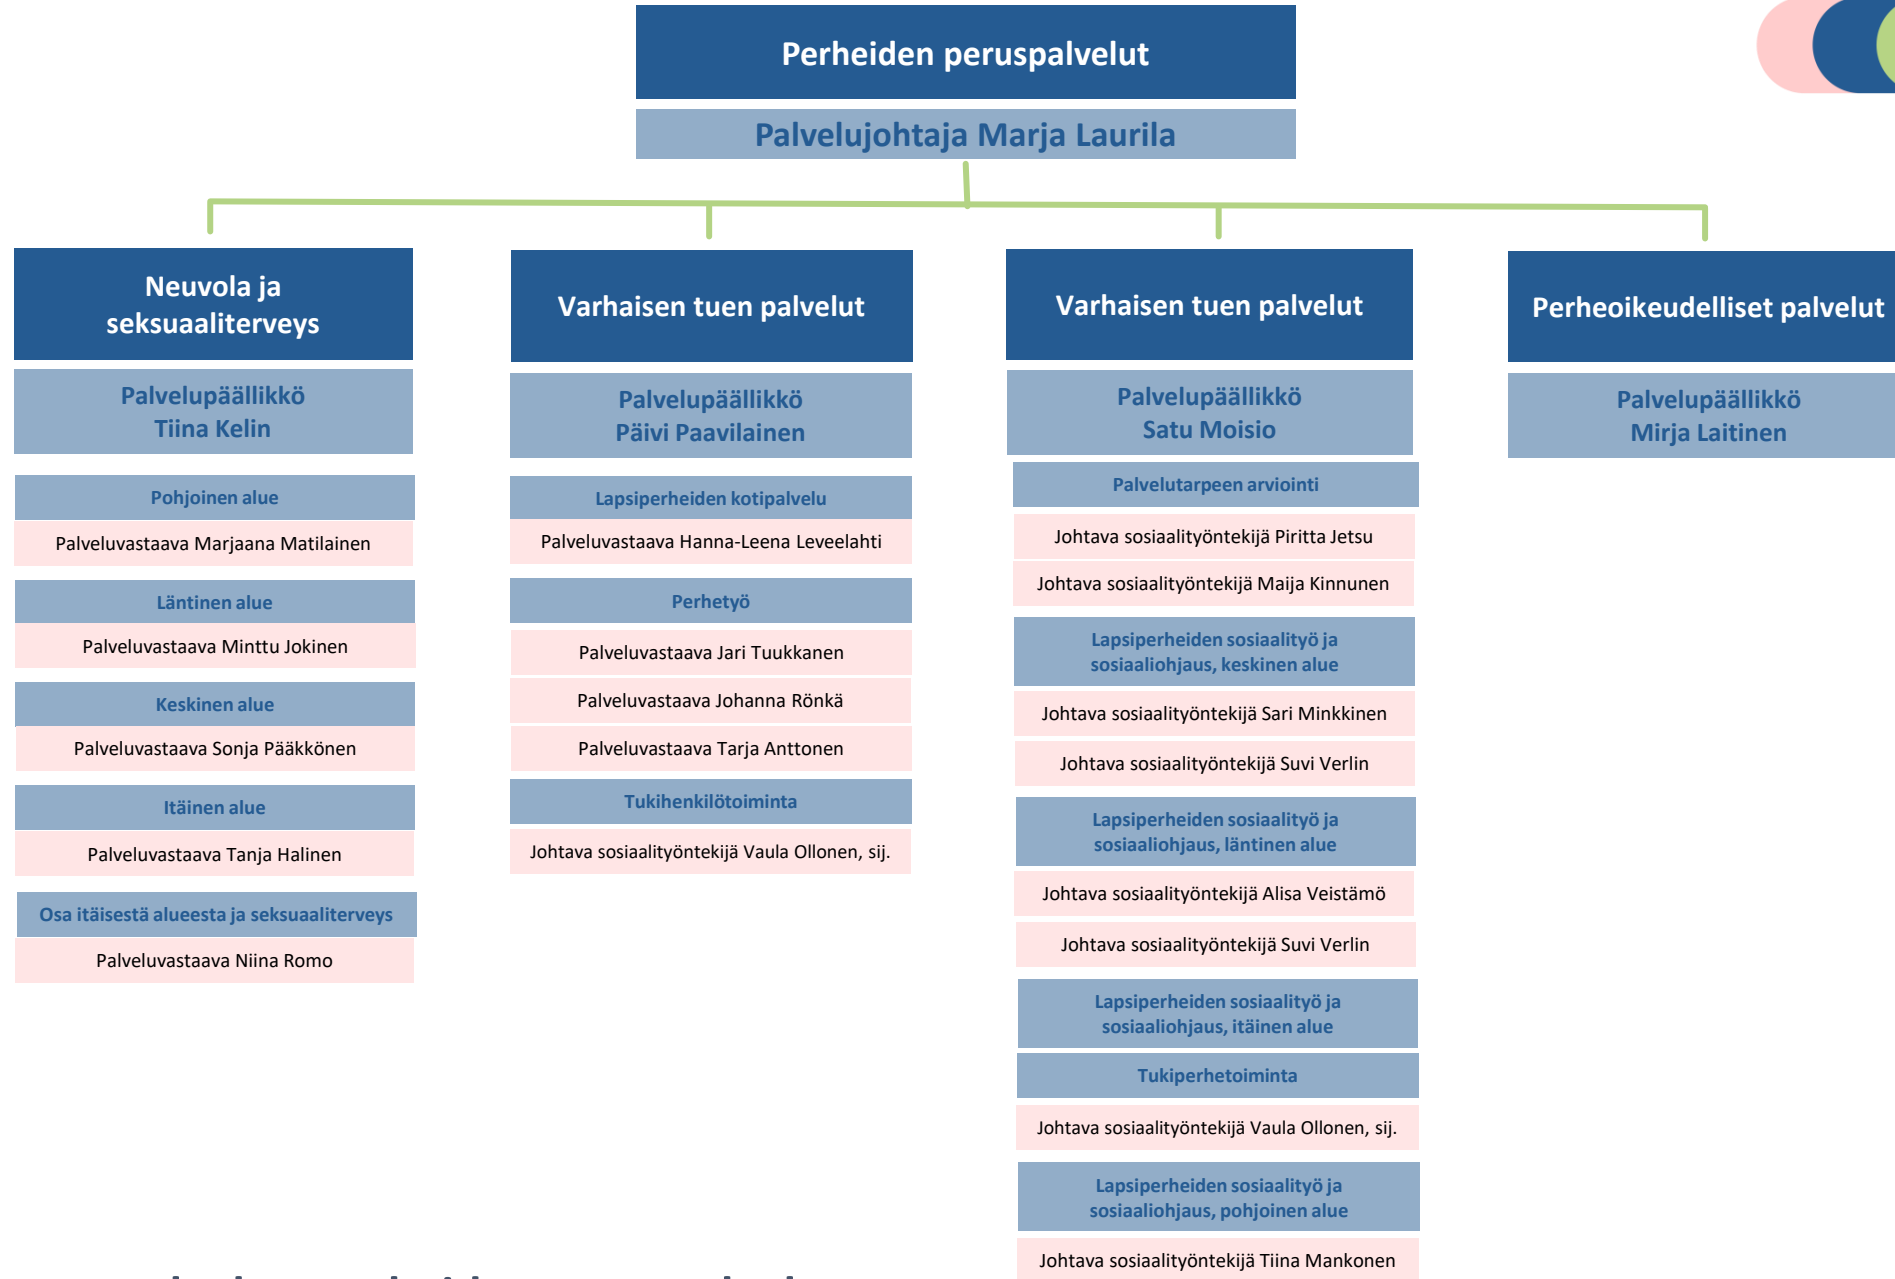 Perheiden peruspalvelut
Palvelujohtaja Marja Laurila
Neuvola ja
seksuaaliterveys
Palvelupäällikkö
Tiina Kelin
Pohjoinen alue
Palveluvastaava Marjaana Matilainen
Läntinen alue
Palveluvastaava Minttu Jokinen
Keskinen alue
Palveluvastaava Sonja Pääkkönen
Itäinen alue
Palveluvastaava Tanja Halinen
Osa itäisestä alueesta ja seksuaaliterveys
Palveluvastaava Niina Romo
Varhaisen tuen palvelut
Palvelupäällikkö
Päivi Paavilainen
Lapsiperheiden kotipalvelu
Palveluvastaava Hanna-Leena Leveelahti
Perhetyö
Palveluvastaava Jari Tuukkanen
Palveluvastaava Johanna Rönkä
Palveluvastaava Tarja Anttonen
Tukihenkilötoiminta
Johtava sosiaalityöntekijä Vaula Ollonen, sij.
Varhaisen tuen palvelut
Palvelupäällikkö
Satu Moisio
Palvelutarpeen arviointi
Johtava sosiaalityöntekijä Piritta Jetsu
Johtava sosiaalityöntekijä Maija Kinnunen
Lapsiperheiden sosiaalityö ja
sosiaaliohjaus, keskinen alue
Johtava sosiaalityöntekijä Sari Minkkinen
Johtava sosiaalityöntekijä Suvi Verlin
Lapsiperheiden sosiaalityö ja
sosiaaliohjaus, läntinen alue
Johtava sosiaalityöntekijä Alisa Veistämö
Johtava sosiaalityöntekijä Suvi Verlin
Lapsiperheiden sosiaalityö ja
sosiaaliohjaus, itäinen alue
Tukiperhetoiminta
Johtava sosiaalityöntekijä Vaula Ollonen, sij.
Lapsiperheiden sosiaalityö ja
sosiaaliohjaus, pohjoinen alue
Johtava sosiaalityöntekijä Tiina Mankonen
Perheoikeudelliset palvelut
Palvelupäällikkö
Mirja Laitinen